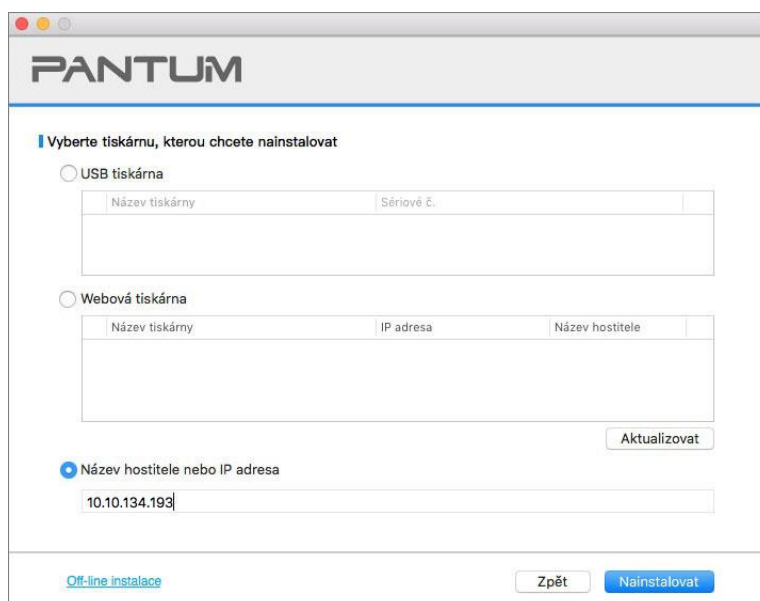 PANTUM
Vyberte tiskárnu, kterou chcete nainstalovat
USB tiskárna
Název tiskárny Sériové č.
Webová tiskárna
Název tiskárny IP adresa Název hostitele
Aktualizovat
Název hostitele nebo IP adresa
10.10.134.193
Off-line instalace Zpět Nainstalovat